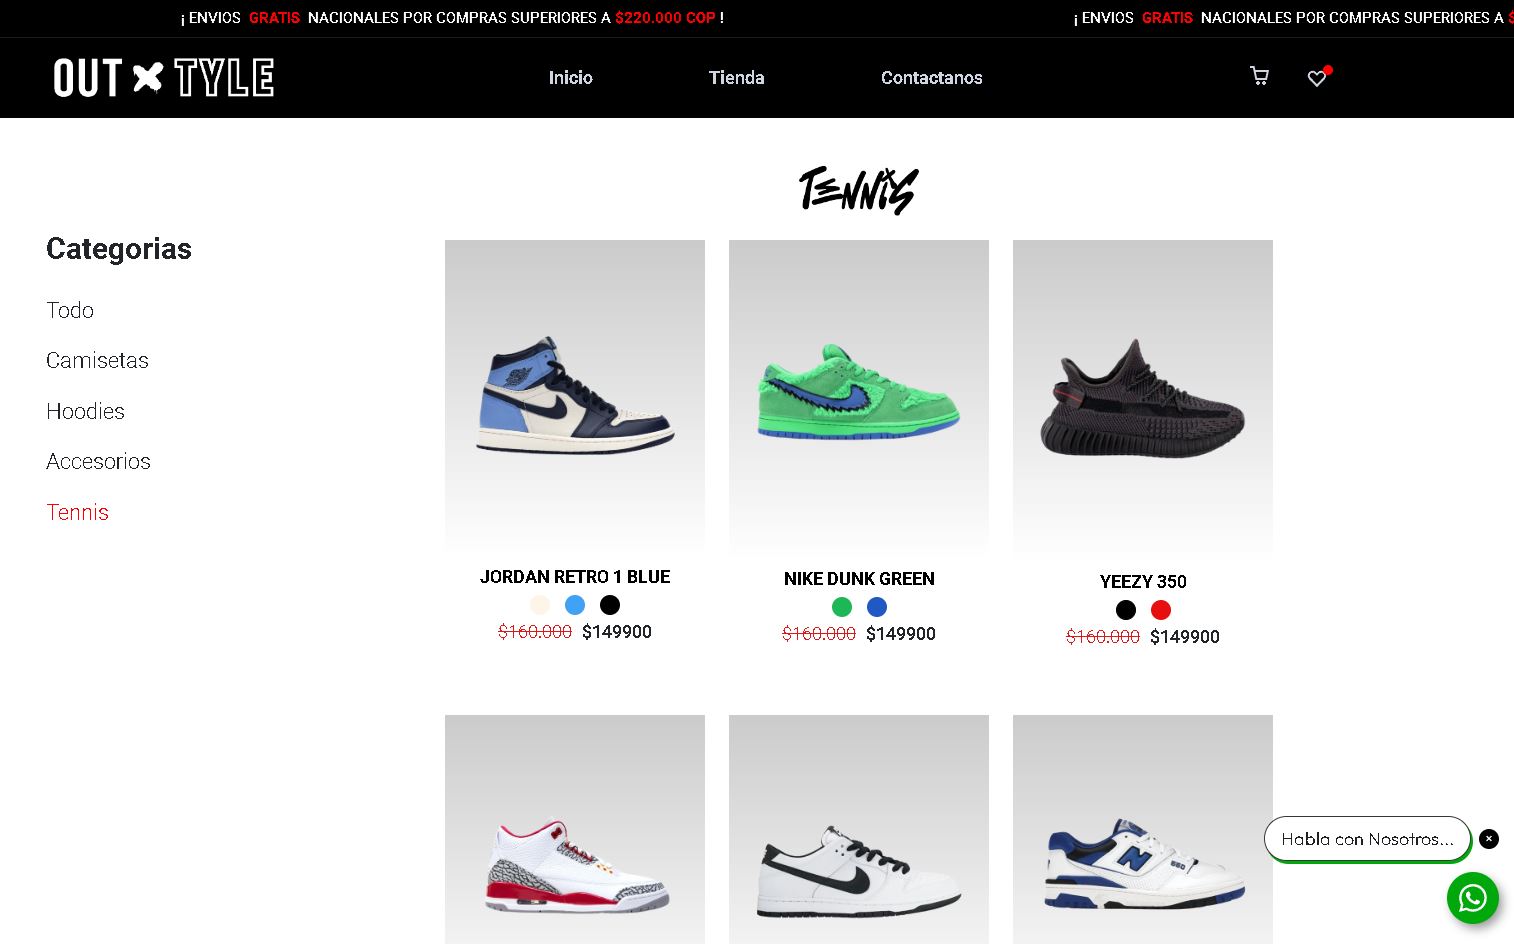 ¡ ENVIOS GRATIS NACIONALES POR COMPRAS SUPERIORES A $220.000 COP !
¡ ENVIOS GRATIS NACIONALES POR COMPRAS SUPERIORES A $
OUT TYLE
Inicio
Tienda
Contactanos
TENNIS
Categorias
Todo
Camisetas
Hoodies
Accesorios
Tennis
JORDAN RETRO 1 BLUE
$160.000 $149900
NIKE DUNK GREEN
$160.000 $149900
YEEZY 350
$160.000 $149900
N
550
Habla con Nosotros...